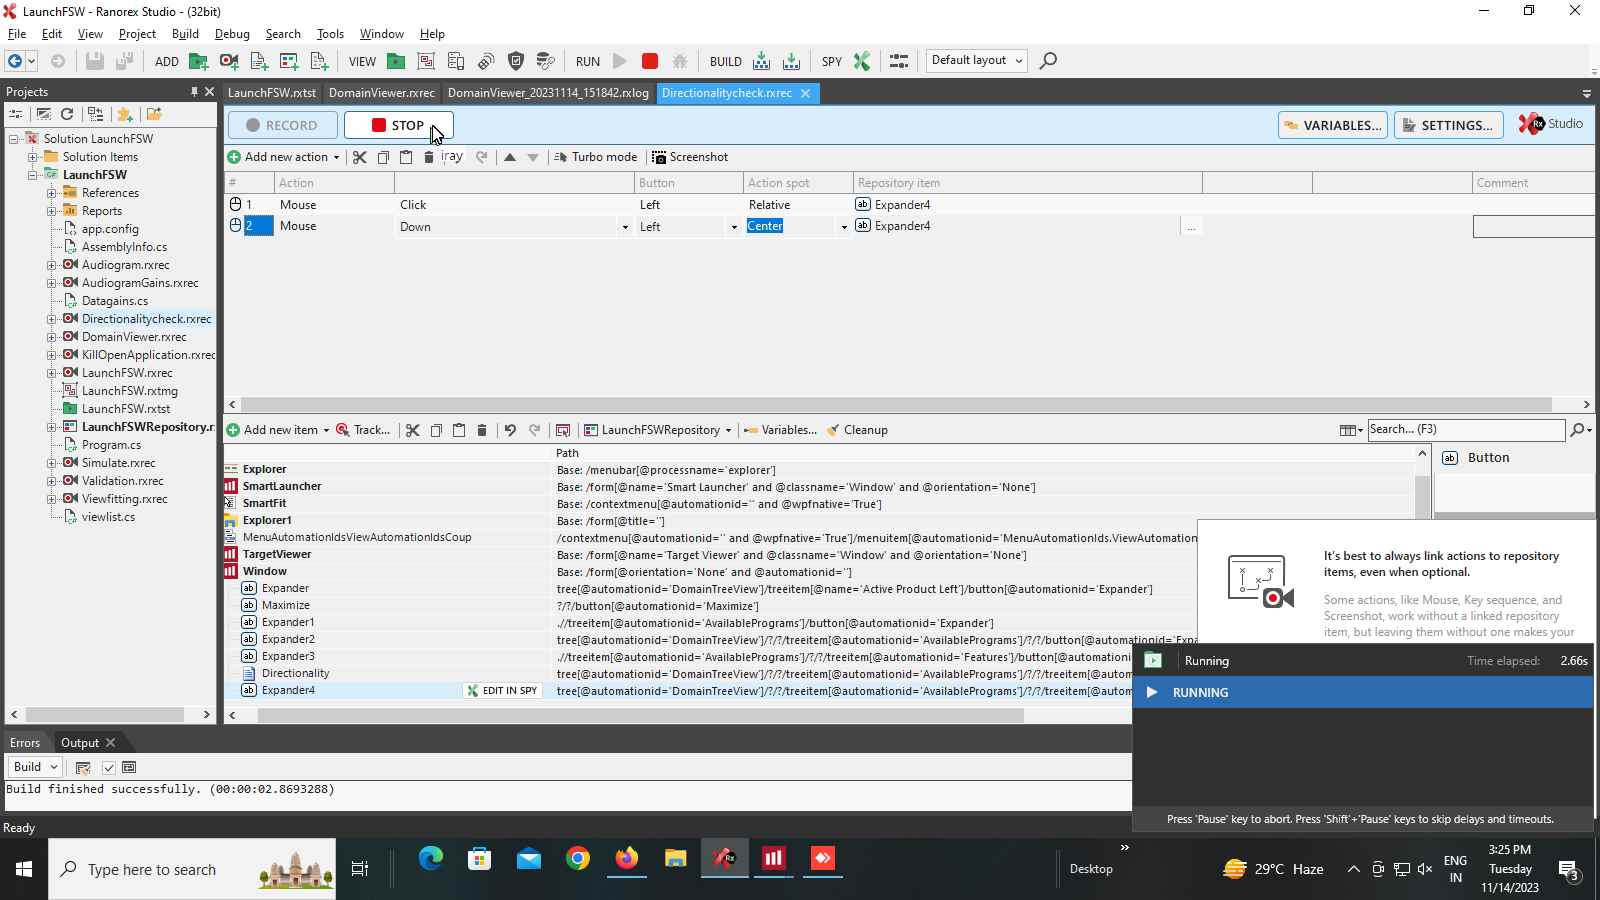 LaunchFSW - Ranorex Studio - (32bit)
File Edit View Project Build Debug Search Tools Window Help
ADD VIEW RUN BUILD SPY Default layout
Projects
LaunchFSW.rxtst DomainViewer.rxrec DomainViewer_20231114_151842.rxlog Directionalitycheck.rxrec
RECORD STOP VARIABLES... SETTINGS... Rx Studio
Add new action iray Turbo mode Screenshot
# Action Button Action spot Repository item Comment
1 Mouse Click Left Relative Expander4
2 Mouse Down Left Center Expander4 ...
Solution LaunchFSW
Solution Items
LaunchFSW
References
Reports
app.config
AssemblyInfo.cs
Audiogram.rxrec
AudiogramGains.rxrec
Datagains.cs
Directionalitycheck.rxrec
DomainViewer.rxrec
KillOpenApplication.rxrec
LaunchFSW.rxrec
LaunchFSW.rxtmg
LaunchFSW.rxtst
LaunchFSWRepository.r
Program.cs
Simulate.rxrec
Validation.rxrec
Viewfitting.rxrec
viewlist.cs
Add new item Track... LaunchFSWRepository Variables... Cleanup Search... (F3)
Path
Explorer Base: /menubar[@processname='explorer']
SmartLauncher Base: /form[@name='Smart Launcher' and @classname='Window' and @orientation='None']
SmartFit Base: /contextmenu[@automationid='' and @wpfnative='True']
Explorer1 Base: /form[@title='']
MenuAutomationIdsViewAutomationIdsCoup /contextmenu[@automationid='' and @wpfnative='True']/menuitem[@automationid='MenuAutomationIds.ViewAutomation
TargetViewer Base: /form[@name='Target Viewer' and @classname='Window' and @orientation='None']
Window Base: /form[@orientation='None' and @automationid='']
Expander tree[@automationid='DomainTreeView']/treeitem[@name='Active Product Left']/button[@automationid='Expander']
Maximize ?/?/button[@automationid='Maximize']
Expander1 .//treeitem[@automationid='AvailablePrograms']/button[@automationid='Expander']
Expander2 tree[@automationid='DomainTreeView']/?/?/treeitem[@automationid='AvailablePrograms']/?/?/button[@automationid='Expa
Expander3 .//treeitem[@automationid='AvailablePrograms']/?/?/treeitem[@automationid='Features']/button[@automationi
Directionality tree[@automationid='DomainTreeView']/?/?/treeitem[@automationid='AvailablePrograms']/?/?/treeitem[@autom
Expander4 EDIT IN SPY tree[@automationid='DomainTreeView']/?/?/treeitem[@automationid='AvailablePrograms']/?/?/treeitem[@autom
Button
It's best to always link actions to repository
items, even when optional.
Some actions, like Mouse, Key sequence, and
Screenshot, work without a linked repository
item, but leaving them without one makes your
Running Time elapsed: 2.66s
RUNNING
Press 'Pause' key to abort. Press 'Shift'+'Pause' keys to skip delays and timeouts.
Errors Output
Build
Build finished successfully. (00:00:02.8693288)
Ready
Type here to search
Desktop
29°C Haze
ENG
IN
3:25 PM
Tuesday
11/14/2023
3